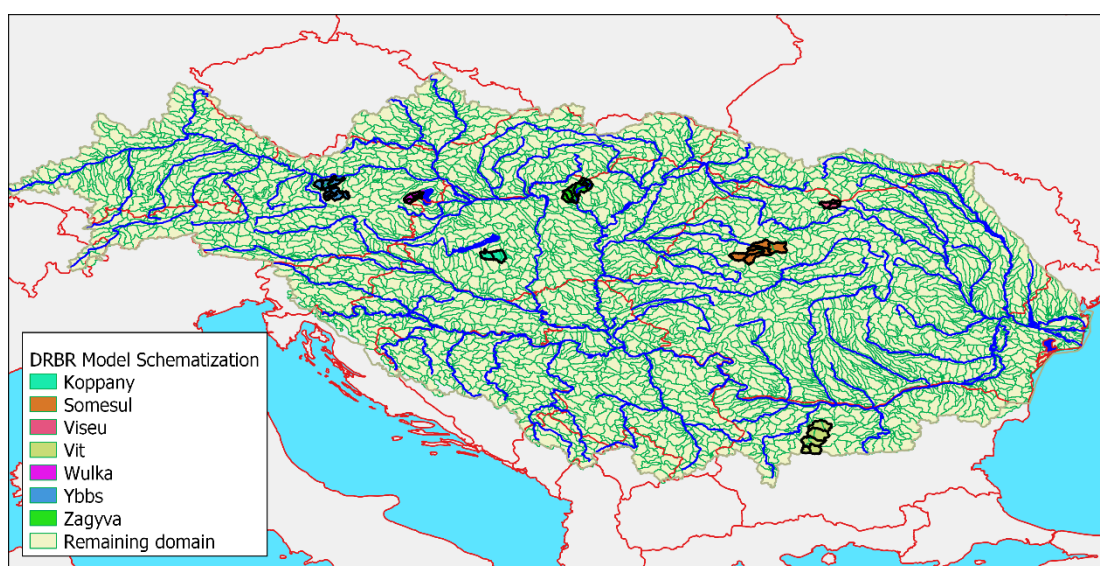 DRBR Model Schematization
Koppany
Somesul
Viseu
Vit
Wulka
Ybbs
Zagyva
Remaining domain